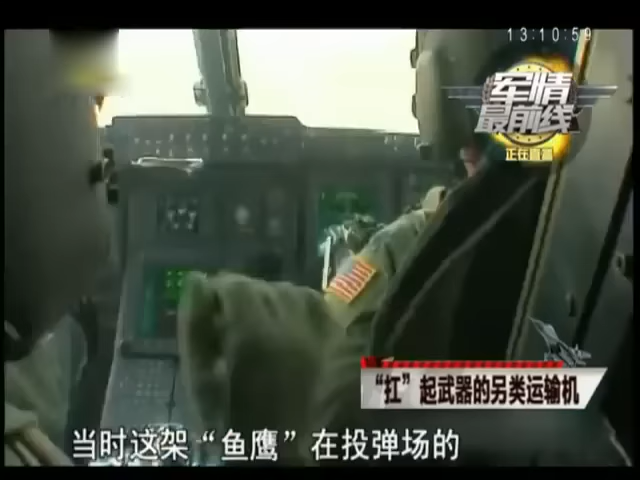 13:10:59
军情
最前线
正在直播
“扛”起武器的另类运输机
当时这架“鱼鹰”在投弹场的